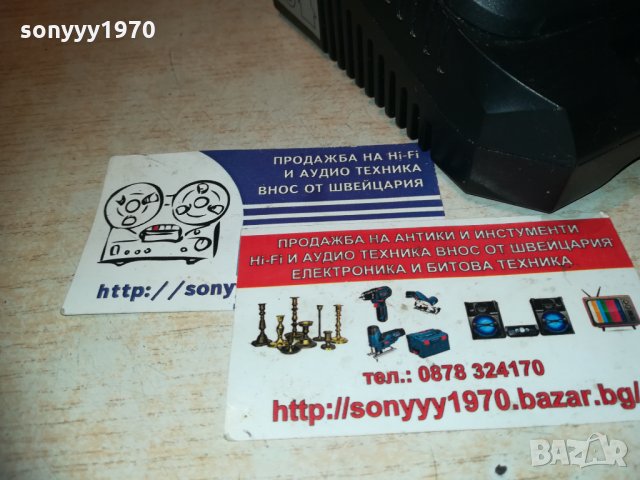 sonyyy1970
ПРОДАЖБА НА Hi-Fi
И АУДИО ТЕХНИКА
ВНОС ОТ ШВЕЙЦАРИЯ
http://sony
ПРОДАЖБА НА АНТИКИ И ИНСТУМЕНТИ
Hi-Fi И АУДИО ТЕХНИКА ВНОС ОТ ШВЕЙЦАРИЯ
ЕЛЕКТРОНИКА И БИТОВА ТЕХНИКА
тел.: 0878 324170
http://sonyyy1970.bazar.bg/
BAZAR